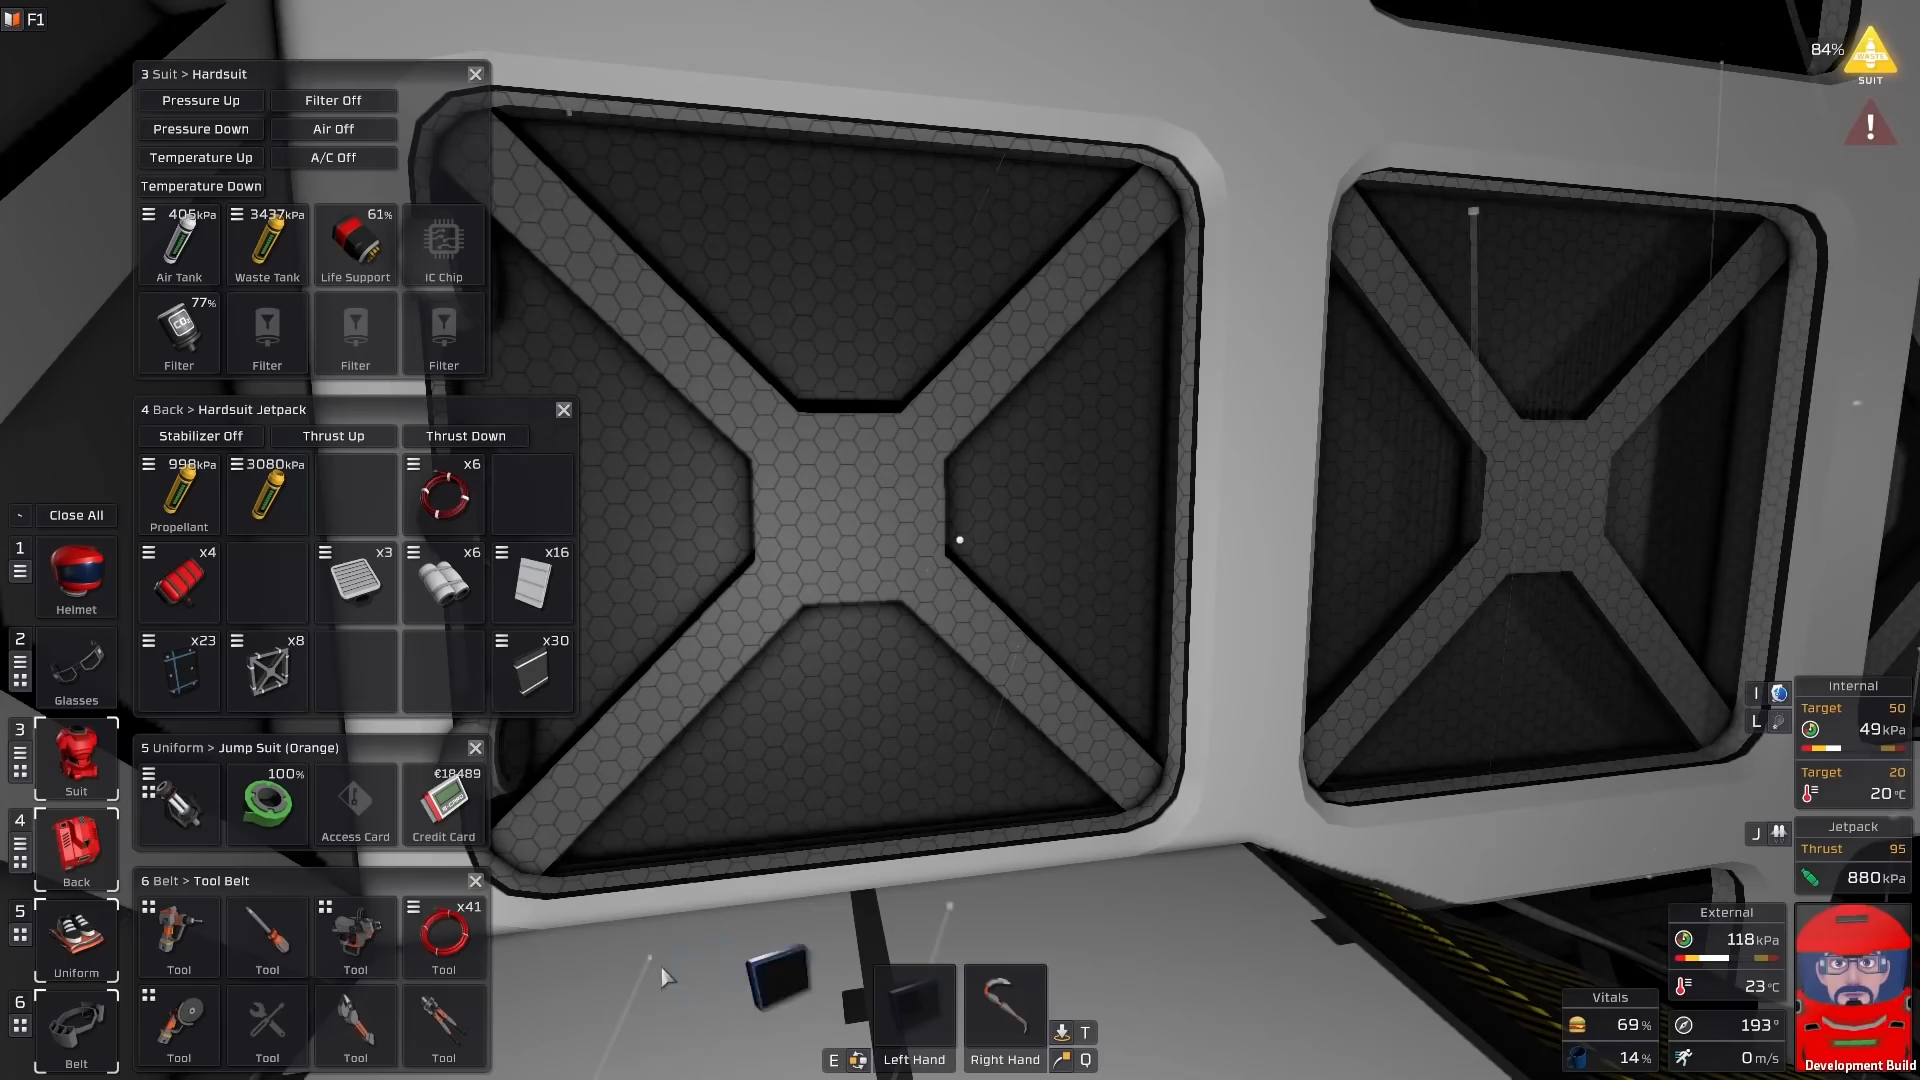 F1
84%
WASTE
SUIT
!
3 Suit > Hardsuit
Pressure Up
Filter Off
Pressure Down
Air Off
Temperature Up
A/C Off
Temperature Down
405kPa
Air Tank
3437kPa
Waste Tank
61%
Life Support
IC Chip
77%
CO₂
Filter
Filter
Filter
Filter
4 Back > Hardsuit Jetpack
Stabilizer Off
Thrust Up
Thrust Down
998kPa
Propellant
3080kPa
x6
x4
x3
x6
x16
x23
x8
x30
5 Uniform > Jump Suit (Orange)
100%
Access Card
€18489
Credit Card
6 Belt > Tool Belt
x41
Tool
Tool
Tool
Tool
Tool
Tool
Tool
Tool
~
Close All
1
Helmet
2
Glasses
3
Suit
4
Back
5
Uniform
6
Belt
E
Left Hand
Right Hand
T
Q
I
L
Internal
Target 50
49kPa
Target 20
20°C
J
Jetpack
Thrust 95
880kPa
External
118kPa
23°C
Vitals
69%
14%
193°
0m/s
Development Build